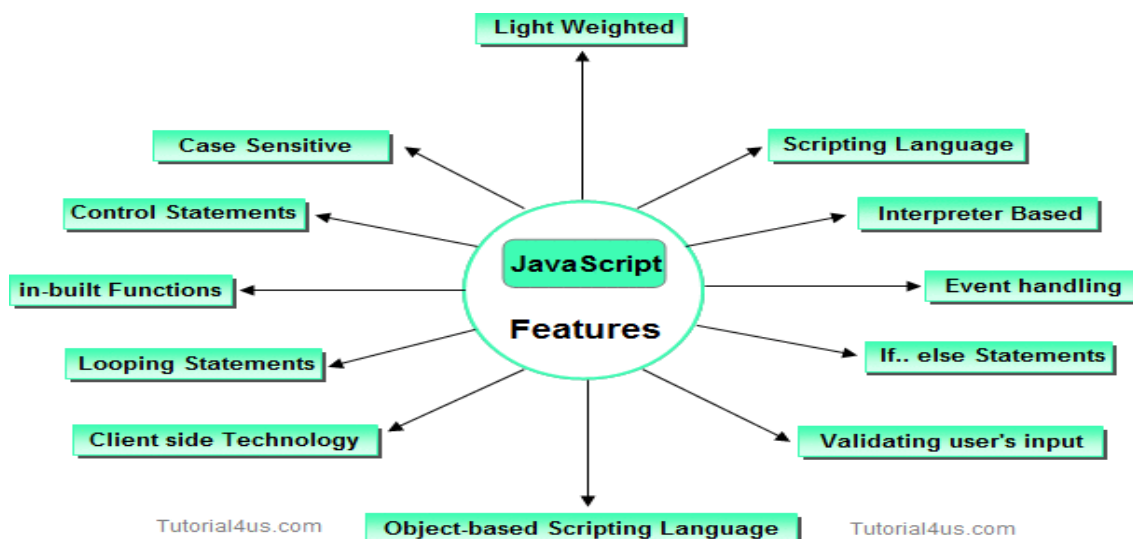 Light Weighted
Case Sensitive
Scripting Language
Control Statements
Interpreter Based
JavaScript
in-built Functions
Event handling
Features
Looping Statements
If.. else Statements
Client side Technology
Validating user's input
Tutorial4us.com
Object-based Scripting Language
Tutorial4us.com